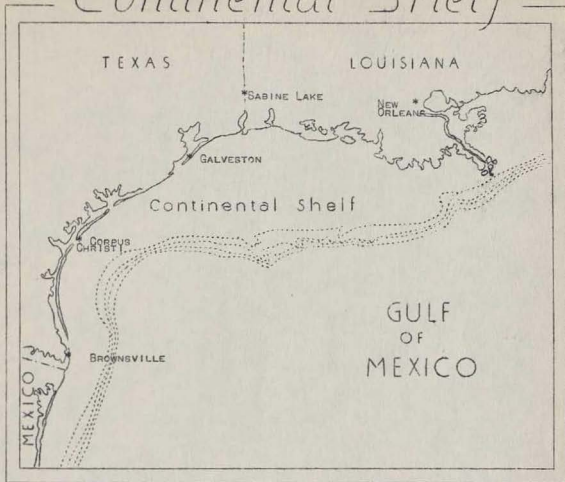 Continental Shelf
TEXAS
LOUISIANA
SABINE LAKE
NEW
ORLEANS
GALVESTON
Continental Shelf
CORPUS
CHRISTI
GULF
OF
MEXICO
BROWNSVILLE
MEXICO